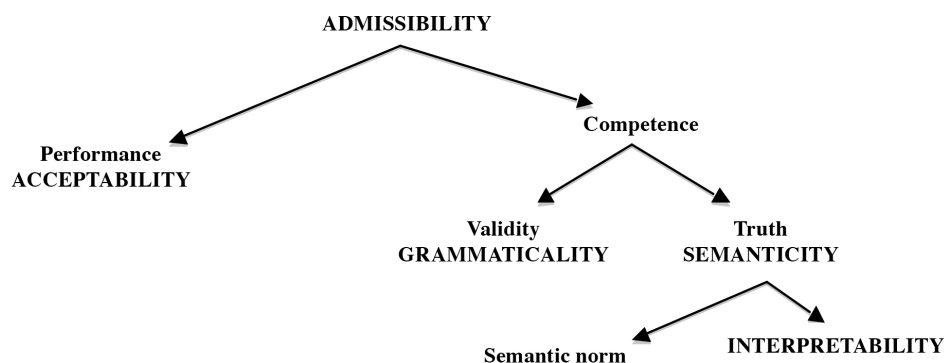 ADMISSIBILITY
Competence
Performance
ACCEPTABILITY
Validity
GRAMMATICALITY
Truth
SEMANTICITY
Semantic norm
INTERPRETABILITY